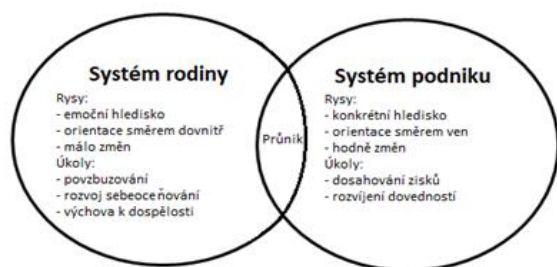 Systém rodiny
Rysy:
- emoční hledisko
- orientace směrem dovnitř
- málo změn
Úkoly:
- povzbuzování
- rozvoj sebeoceňování
- výchova k dospělosti
Průnik
Systém podniku
Rysy:
- konkrétní hledisko
- orientace směrem ven
- hodně změn
Úkoly:
- dosahování zisků
- rozvíjení dovedností